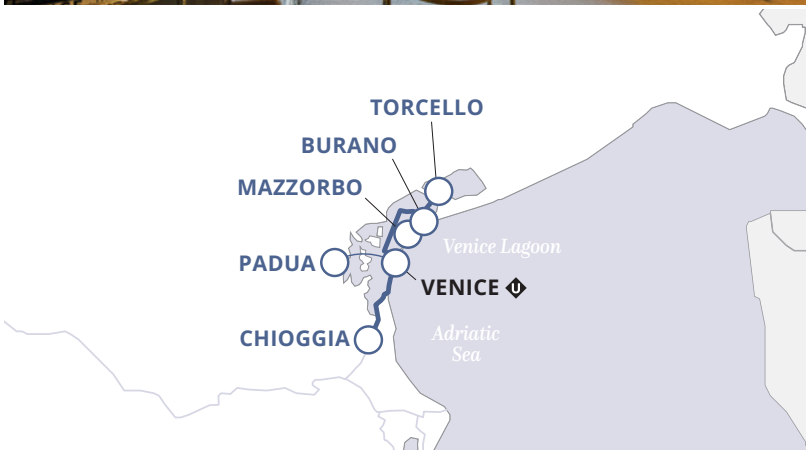 TORCELLO
BURANO
MAZZORBO
Venice Lagoon
PADUA
VENICE U
CHIOGGIA
Adriatic
Sea